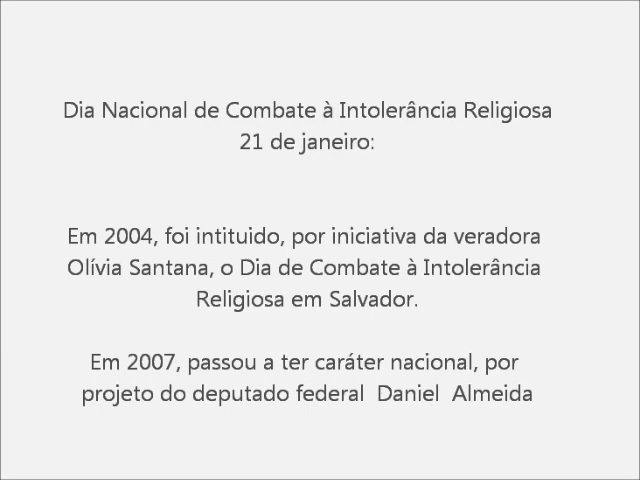 Dia Nacional de Combate à Intolerância Religiosa
21 de janeiro:
Em 2004, foi intituido, por iniciativa da veradora
Olívia Santana, o Dia de Combate à Intolerância
Religiosa em Salvador.
Em 2007, passou a ter caráter nacional, por
projeto do deputado federal  Daniel  Almeida